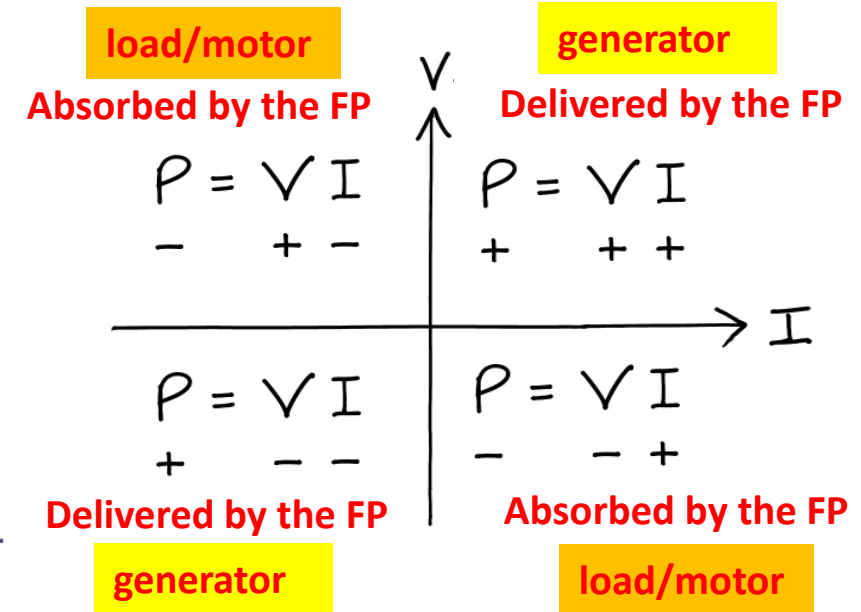 load/motor
Absorbed by the FP
P = V I
- + -
V
generator
Delivered by the FP
P = V I
+ + +
I
P = V I
+ - -
Delivered by the FP
generator
P = V I
- - +
Absorbed by the FP
load/motor